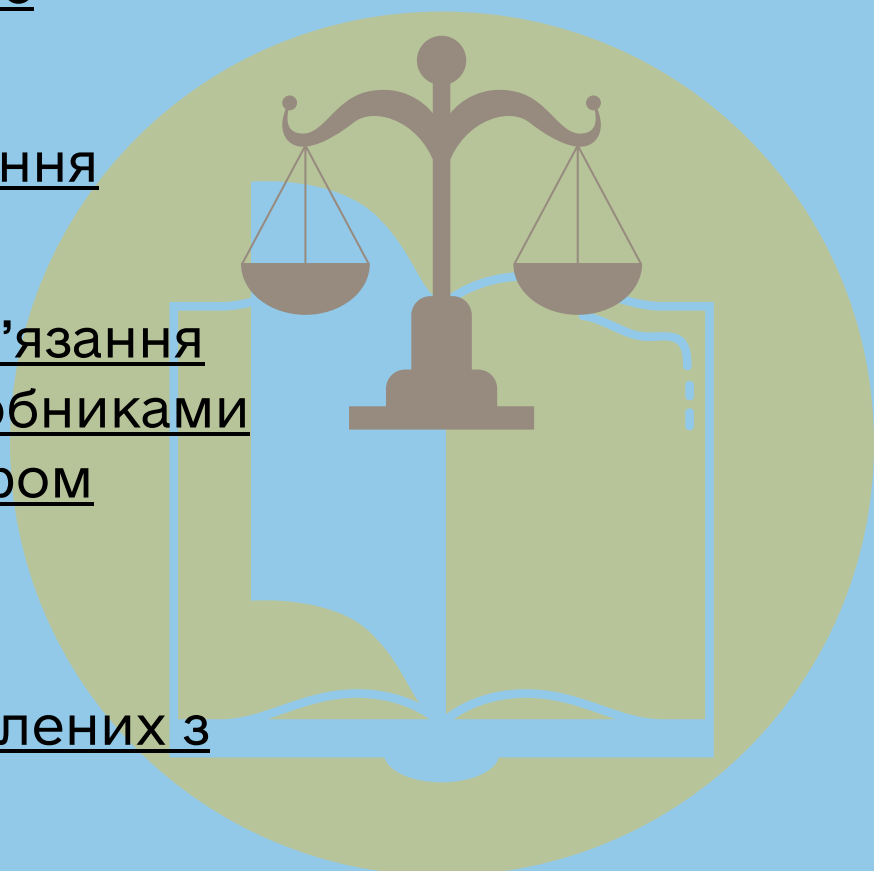 ння
’язання
обниками
ром
лених з